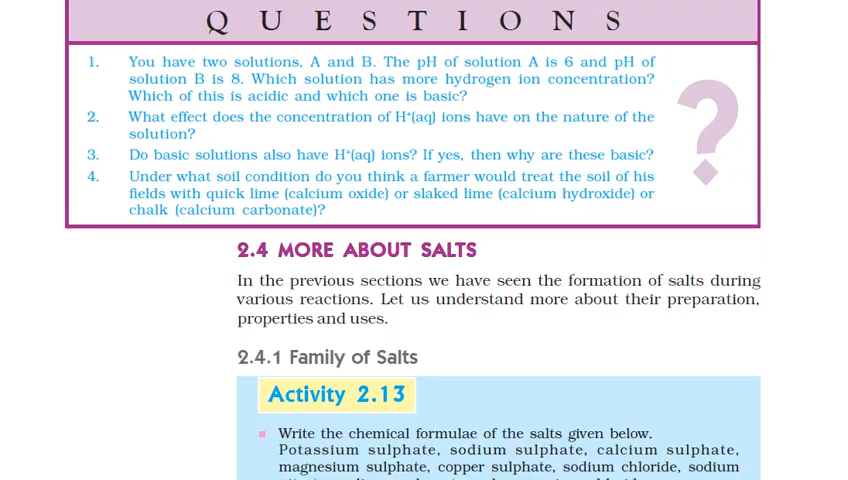 Q U E S T I O N S
1. You have two solutions, A and B. The pH of solution A is 6 and pH of
solution B is 8. Which solution has more hydrogen ion concentration?
Which of this is acidic and which one is basic?
2. What effect does the concentration of H⁺(aq) ions have on the nature of the
solution?
3. Do basic solutions also have H⁺(aq) ions? If yes, then why are these basic?
4. Under what soil condition do you think a farmer would treat the soil of his
fields with quick lime (calcium oxide) or slaked lime (calcium hydroxide) or
chalk (calcium carbonate)?
?
2.4 MORE ABOUT SALTS
In the previous sections we have seen the formation of salts during
various reactions. Let us understand more about their preparation,
properties and uses.
2.4.1 Family of Salts
Activity 2.13
■ Write the chemical formulae of the salts given below.
Potassium sulphate, sodium sulphate, calcium sulphate,
magnesium sulphate, copper sulphate, sodium chloride, sodium